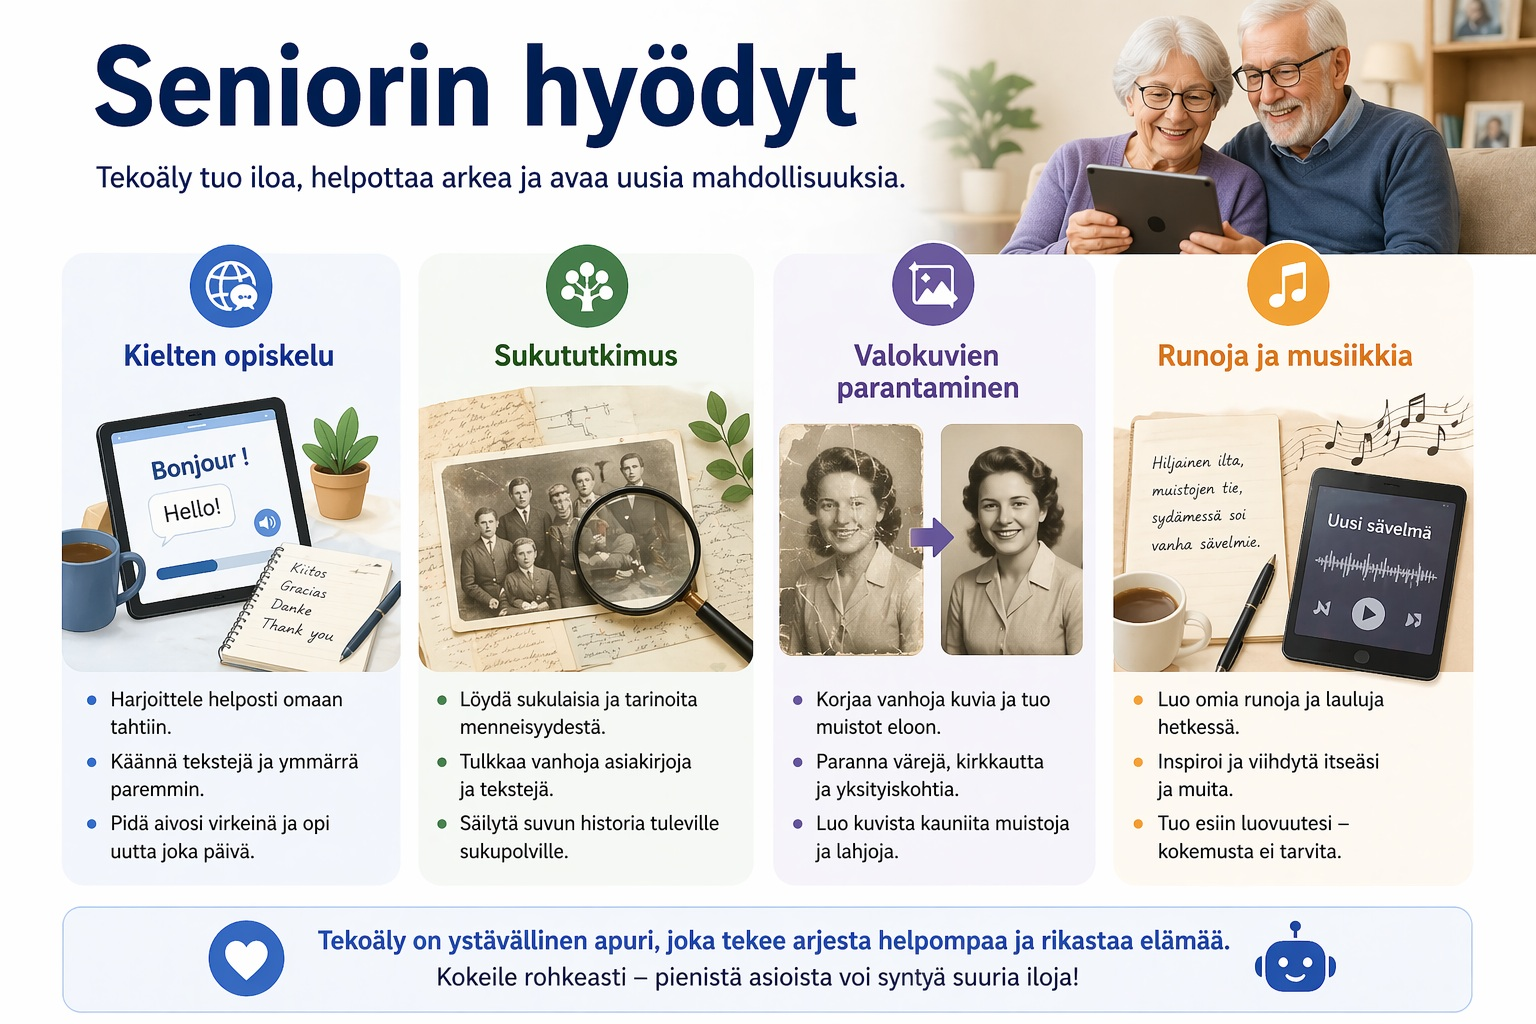 Seniorin hyödyt
Tekoäly tuo iloa, helpottaa arkea ja avaa uusia mahdollisuuksia.
Kielten opiskelu
Bonjour !
Hello!
Kiitos
Gracias
Danke
Thank you
Harjoittele helposti omaan
tahtiin.
Käännä tekstejä ja ymmärrä
paremmin.
Pidä aivosi virkeinä ja opi
uutta joka päivä.
Sukututkimus
Löydä sukulaisia ja tarinoita
menneisyydestä.
Tulkkaa vanhoja asiakirjoja
ja tekstejä.
Säilytä suvun historia tuleville
sukupolville.
Valokuvien
parantaminen
Korjaa vanhoja kuvia ja tuo
muistot eloon.
Paranna värejä, kirkkautta
ja yksityiskohtia.
Luo kuvista kauniita muistoja
ja lahjoja.
Runoja ja musiikkia
Hiljainen ilta,
muistojen tie,
sydämessä soi
vanha sävelmie.
Uusi sävelmä
Luo omia runoja ja lauluja
hetkessä.
Inspiroi ja viihdytä itseäsi
ja muita.
Tuo esiin luovuutesi –
kokemusta ei tarvita.
Tekoäly on ystävällinen apuri, joka tekee arjesta helpompaa ja rikastaa elämää.
Kokeile rohkeasti – pienistä asioista voi syntyä suuria iloja!